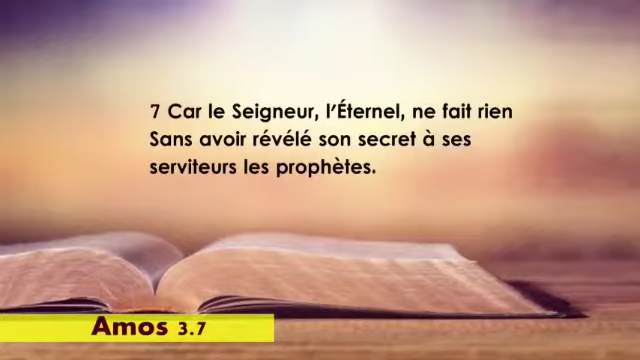 7 Car le Seigneur, l'Éternel, ne fait rien
Sans avoir révélé son secret à ses
serviteurs les prophètes.
Amos 3.7